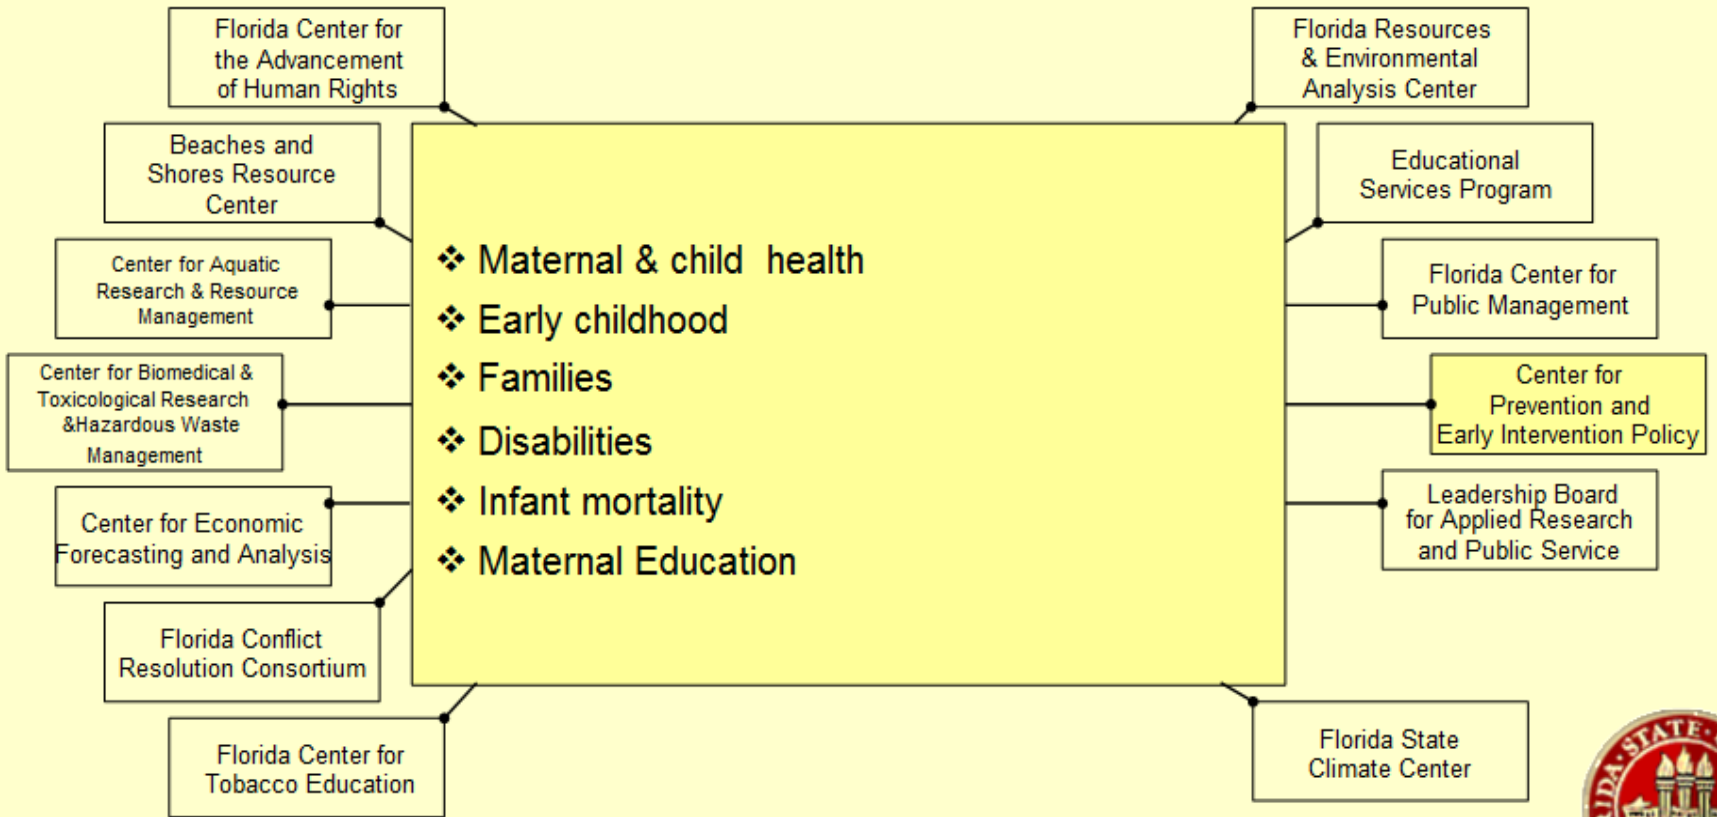 Florida Center for
the Advancement
of Human Rights
Beaches and
Shores Resource
Center
Center for Aquatic
Research & Resource
Management
Center for Biomedical &
Toxicological Research
&Hazardous Waste
Management
Center for Economic
Forecasting and Analysis
Florida Conflict
Resolution Consortium
Florida Center for
Tobacco Education
❖ Maternal & child health
❖ Early childhood
❖ Families
❖ Disabilities
❖ Infant mortality
❖ Maternal Education
Florida Resources
& Environmental
Analysis Center
Educational
Services Program
Florida Center for
Public Management
Center for
Prevention and
Early Intervention Policy
Leadership Board
for Applied Research
and Public Service
Florida State
Climate Center
STATE